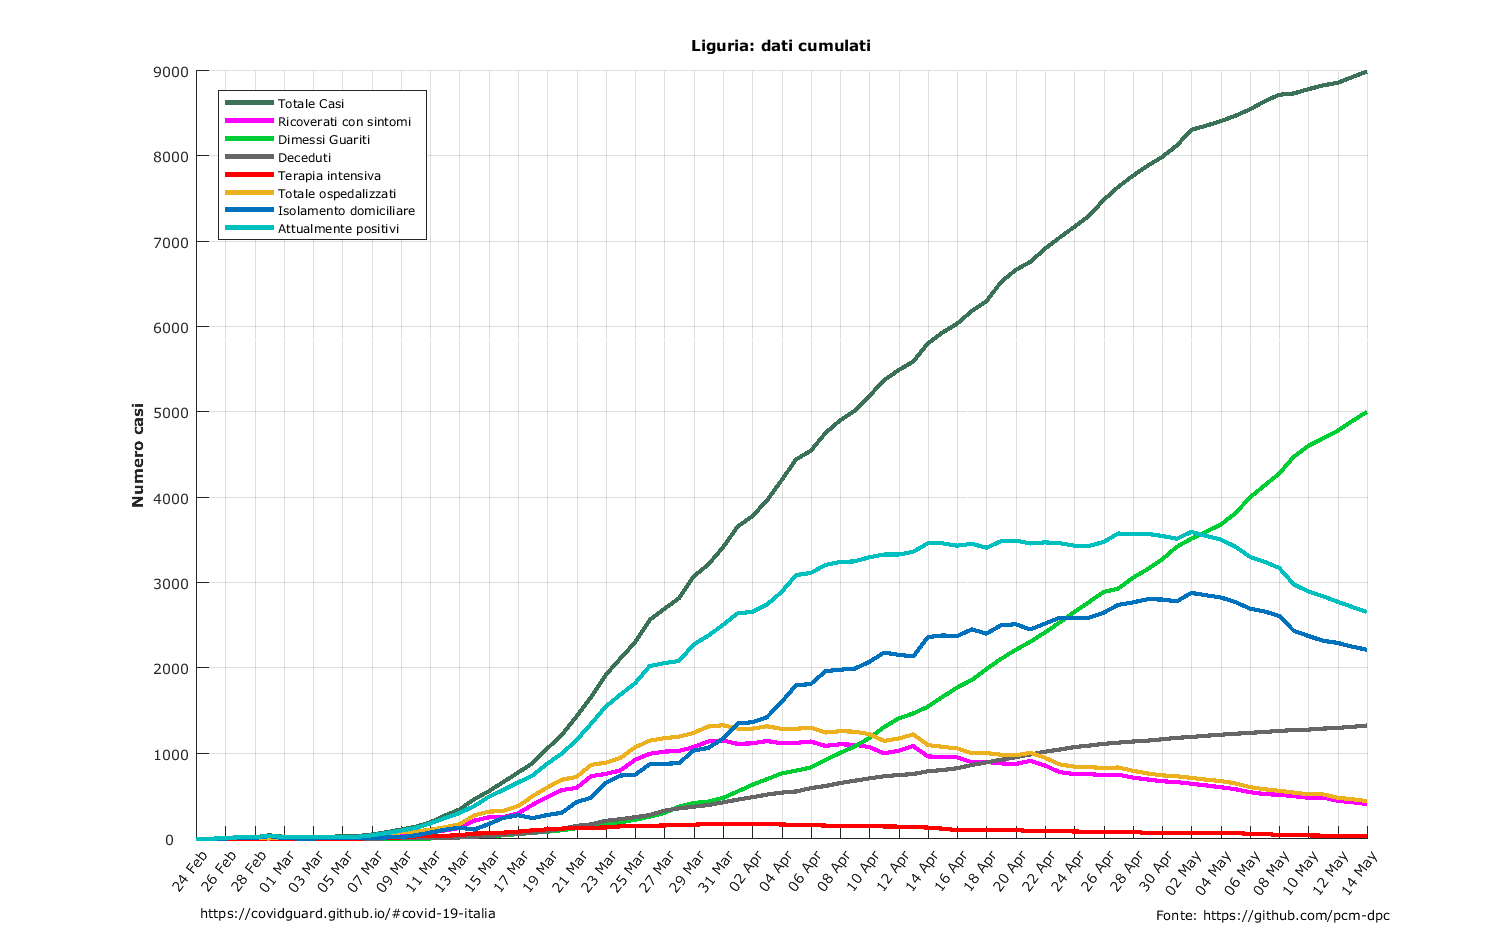 Liguria: dati cumulati
9000
8000
7000
6000
5000
4000
3000
2000
1000
0
Numero casi
Totale Casi
Ricoverati con sintomi
Dimessi Guariti
Deceduti
Terapia intensiva
Totale ospedalizzati
Isolamento domiciliare
Attualmente positivi
24 Feb
26 Feb
28 Feb
01 Mar
03 Mar
05 Mar
07 Mar
09 Mar
11 Mar
13 Mar
15 Mar
17 Mar
19 Mar
21 Mar
23 Mar
25 Mar
27 Mar
29 Mar
31 Mar
02 Apr
04 Apr
06 Apr
08 Apr
10 Apr
12 Apr
14 Apr
16 Apr
18 Apr
20 Apr
22 Apr
24 Apr
26 Apr
28 Apr
30 Apr
02 May
04 May
06 May
08 May
10 May
12 May
14 May
https://covidguard.github.io/#covid-19-italia
Fonte: https://github.com/pcm-dpc